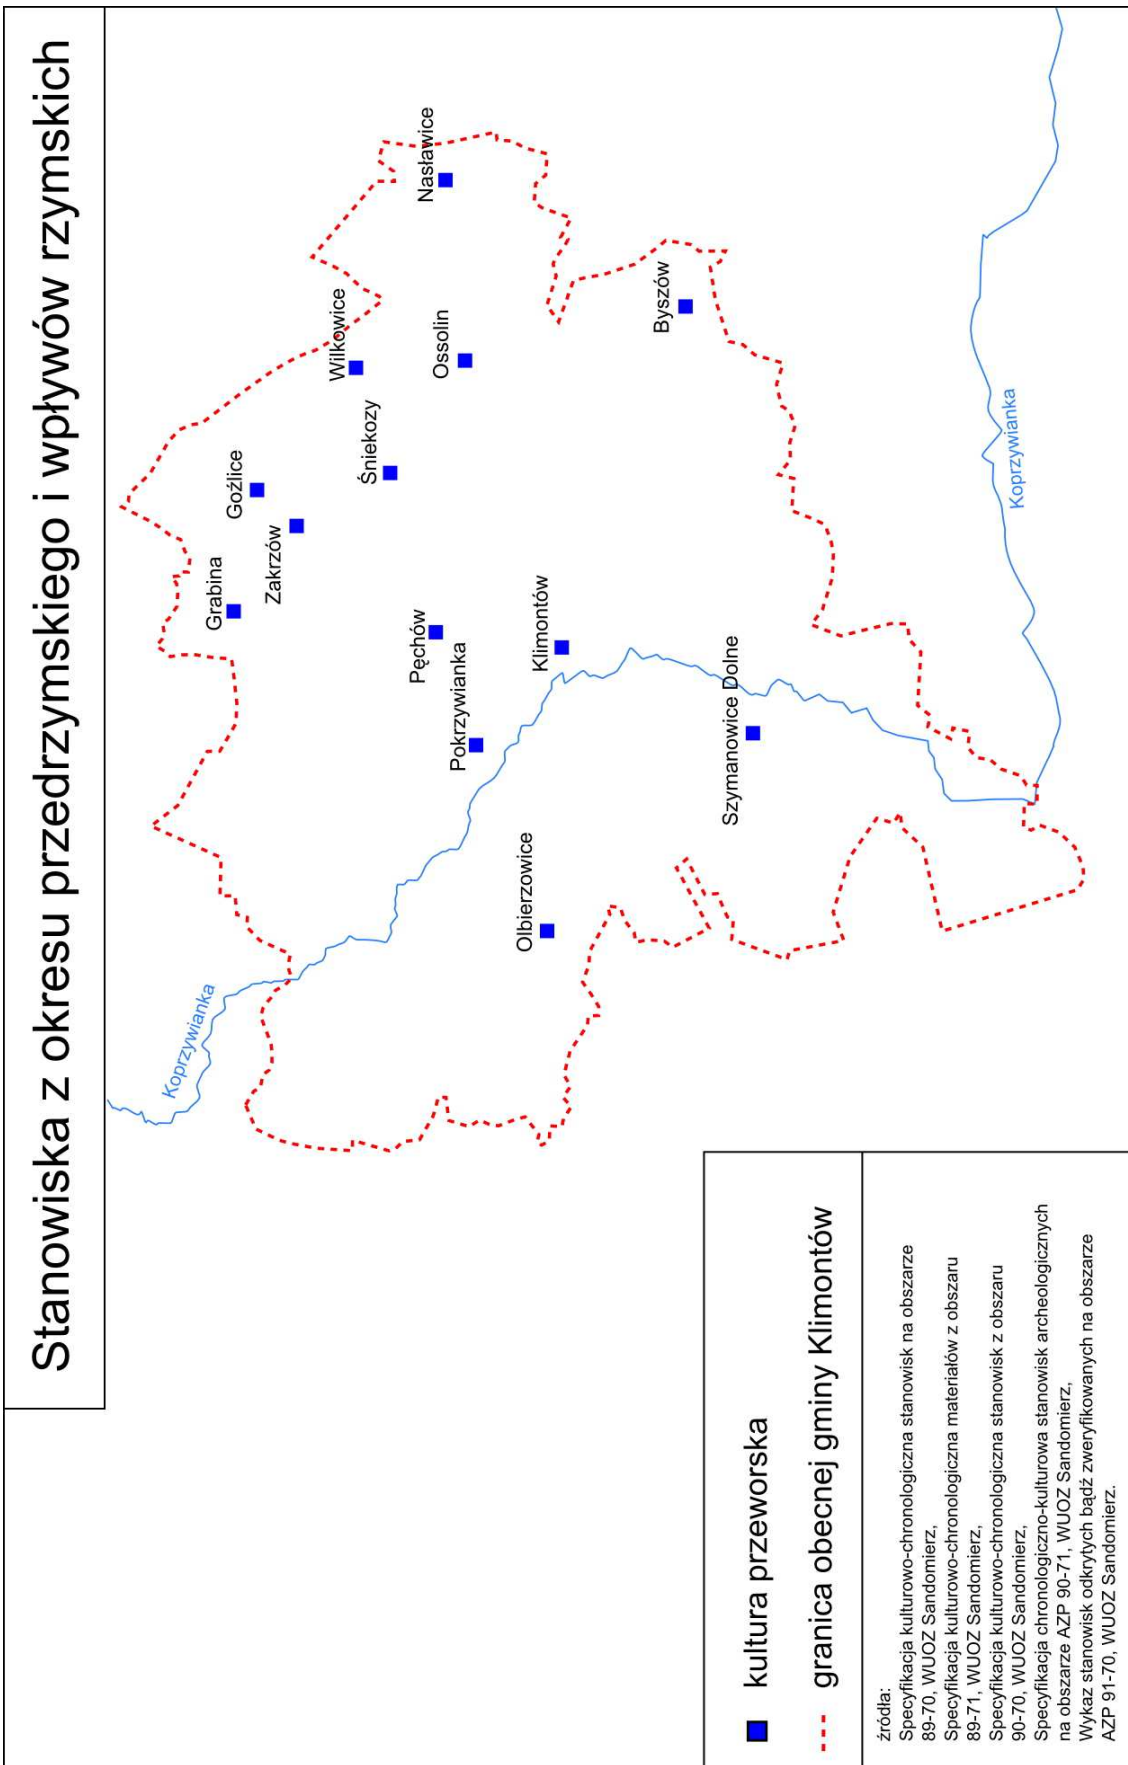 Stanowiska z okresu przedrzymskiego i wpływów rzymskich
Koprzywianka
Grabina
Goźlice
Zakrzów
Wilkowice
Śniekozy
Nasławice
Ossolin
Pęchów
Pokrzywianka
Klimontów
Olbierzowice
Byszów
Szymanowice Dolne
Koprzywianka
kultura przeworska
granica obecnej gminy Klimontów
źródła:
Specyfikacja kulturowo-chronologiczna stanowisk na obszarze
89-70, WUOZ Sandomierz,
Specyfikacja kulturowo-chronologiczna materiałów z obszaru
89-71, WUOZ Sandomierz,
Specyfikacja kulturowo-chronologiczna stanowisk z obszaru
90-70, WUOZ Sandomierz,
Specyfikacja chronologiczno-kulturowa stanowisk archeologicznych
na obszarze AZP 90-71, WUOZ Sandomierz,
Wykaz stanowisk odkrytych bądź zweryfikowanych na obszarze
AZP 91-70, WUOZ Sandomierz.